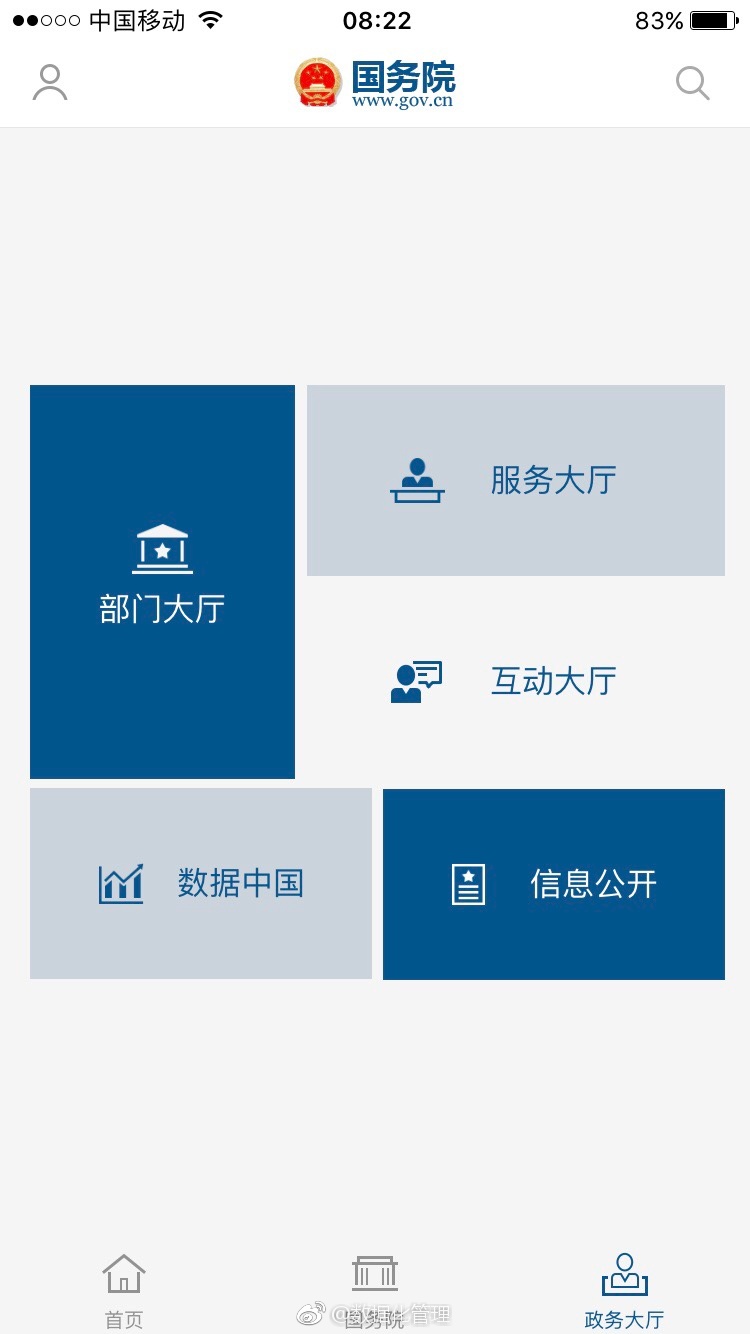 中国移动 08:22 83%
国务院
www.gov.cn
服务大厅
部门大厅
互动大厅
数据中国
信息公开
首页
国务院
政务大厅
@数据化管理